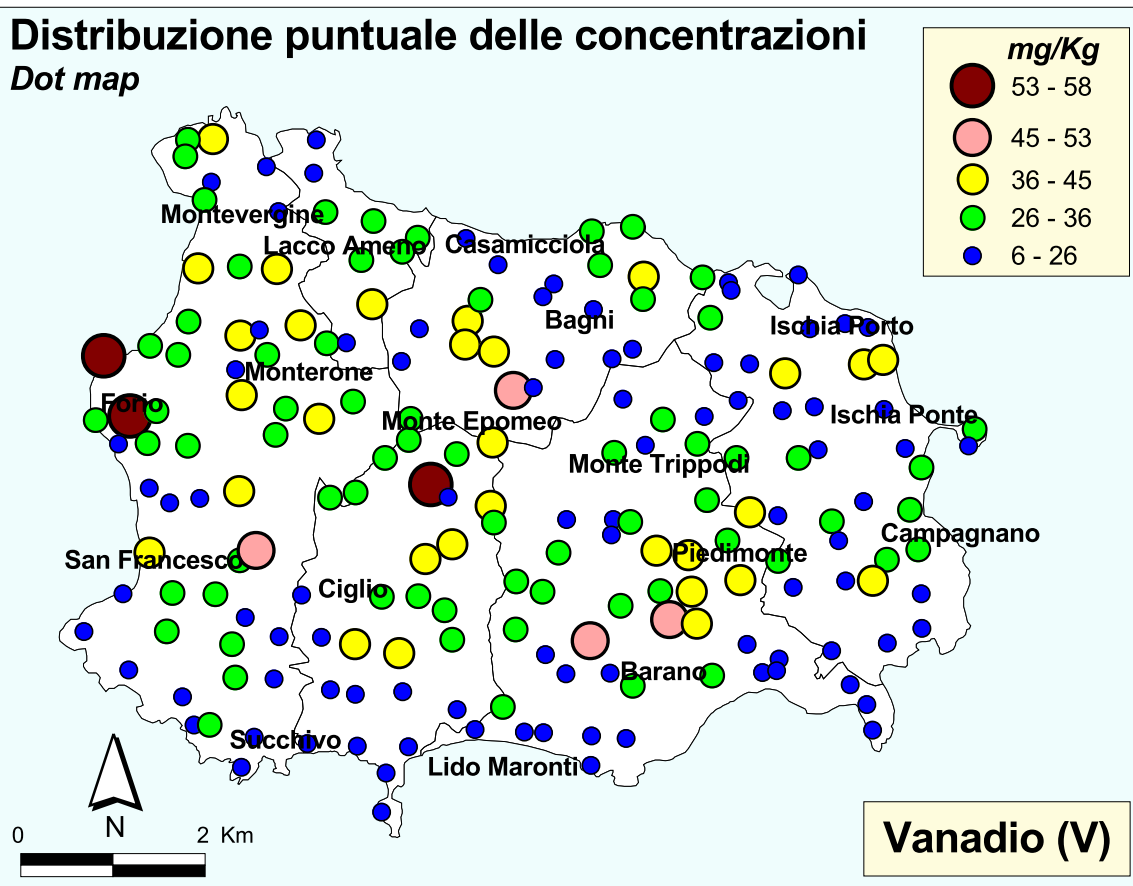 Distribuzione puntuale delle concentrazioni
Dot map
mg/Kg
53 - 58
45 - 53
36 - 45
26 - 36
6 - 26
Montevergine
Lacco Ameno
Casamicciola
Bagni
Ischia Porto
Monterone
Forio
Monte Epomeo
Ischia Ponte
Monte Trippodi
Campagnano
San Francesco
Piedimonte
Ciglio
Barano
Succhivo
Lido Maronti
N
0 2 Km
Vanadio (V)